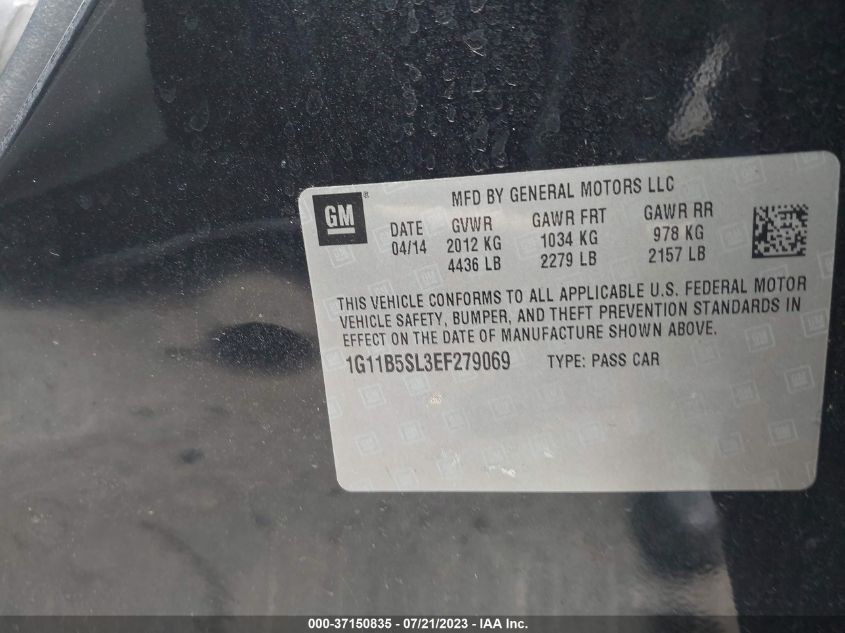 MFD BY GENERAL MOTORS LLC
GM ®
DATE GVWR GAWR FRT GAWR RR
04/14 2012 KG 1034 KG 978 KG
4436 LB 2279 LB 2157 LB
THIS VEHICLE CONFORMS TO ALL APPLICABLE U.S. FEDERAL MOTOR
VEHICLE SAFETY, BUMPER, AND THEFT PREVENTION STANDARDS IN
EFFECT ON THE DATE OF MANUFACTURE SHOWN ABOVE.
1G11B5SL3EF279069 TYPE: PASS CAR
000-37150835 - 07/21/2023 - IAA Inc.